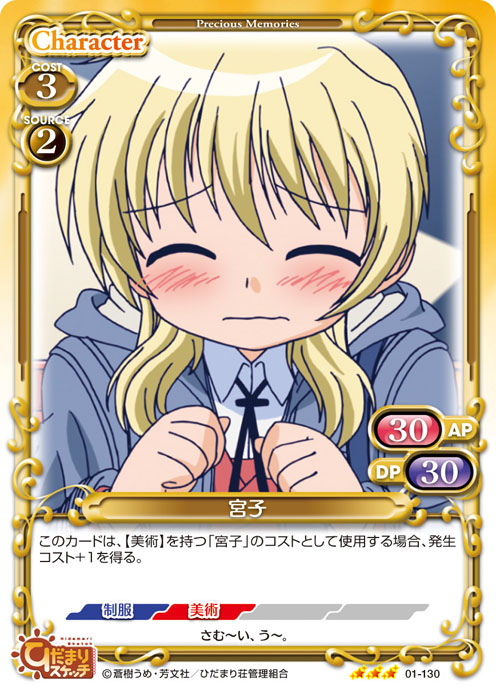 Precious Memories
Character
COST
3
SOURCE
2
30 AP
DP 30
宮子
このカードは、【美術】を持つ「宮子」のコストとして使用する場合、発生
コスト+1を得る。
制服 美術
さむ〜い、う〜。
Hidamari Sketch
ひだまりスケッチ
©蒼樹うめ・芳文社/ひだまり荘管理組合
★★★ 01-130